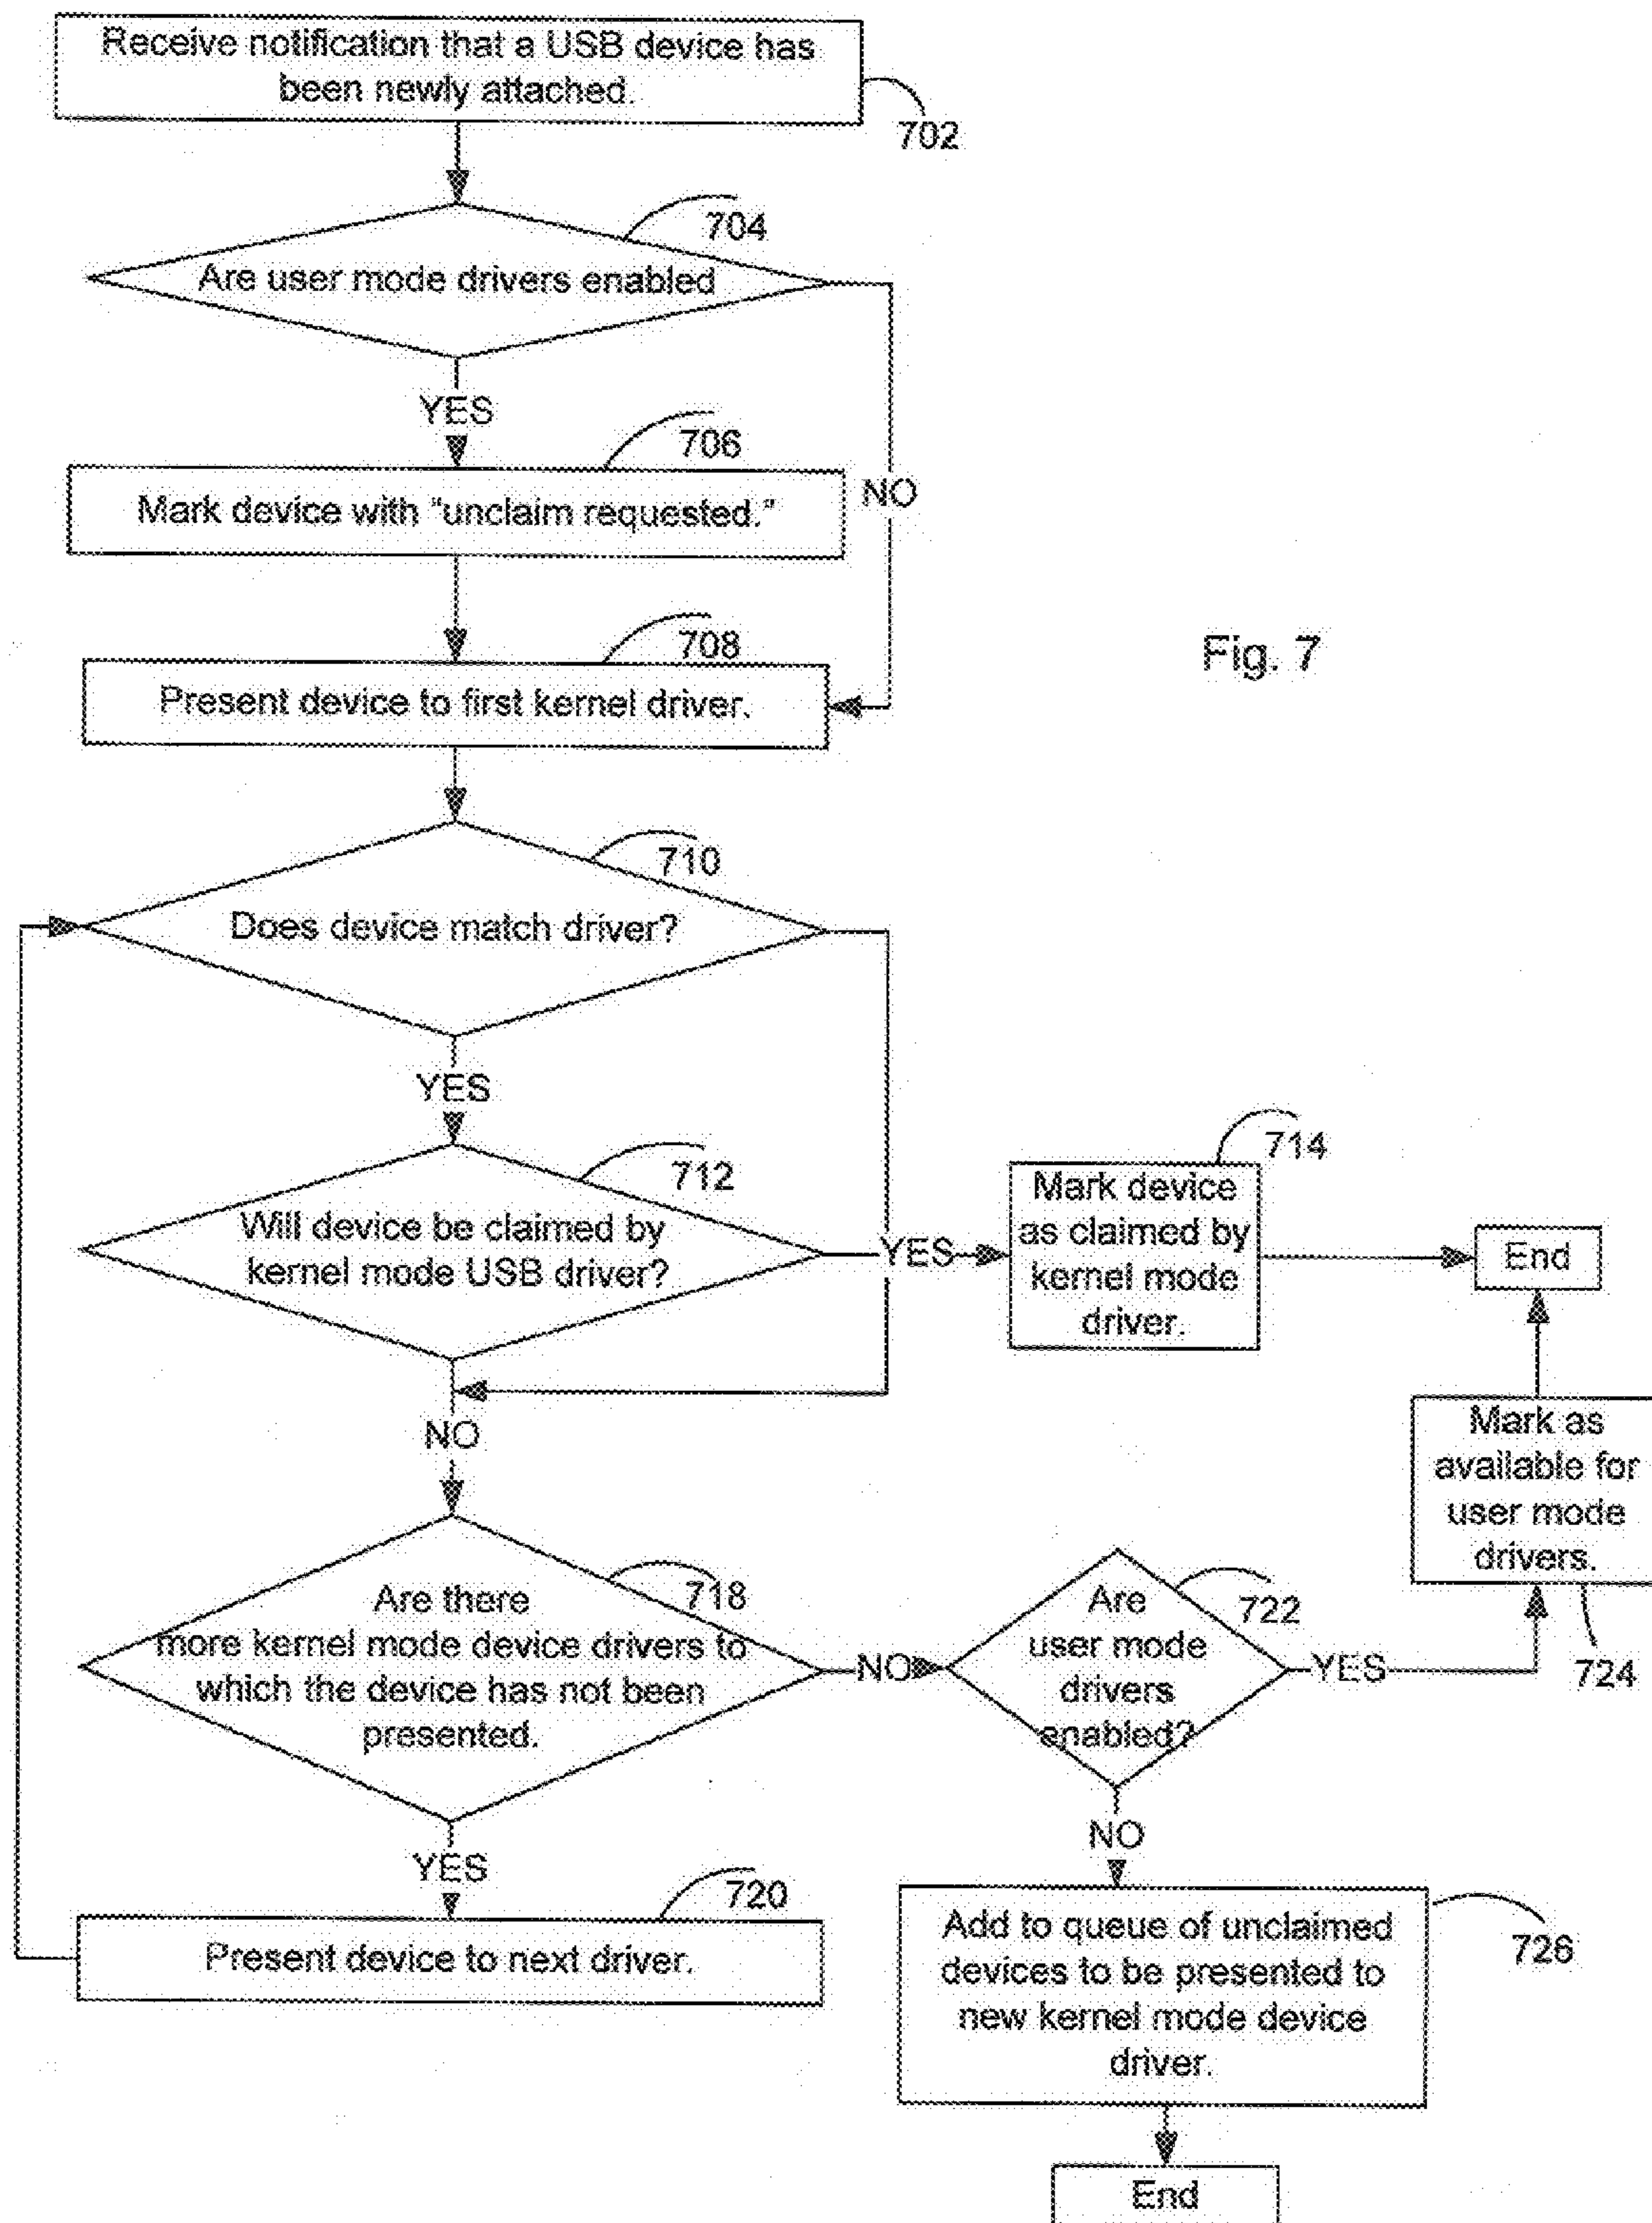 Receive notification that a USB device has
been newly attached.
702
704
Are user mode drivers enabled
YES
706
Mark device with "unclaim requested."
NO
708
Fig. 7
Present device to first kernel driver.
710
Does device match driver?
YES
712
Will device be claimed by
kernel mode USB driver?
YES
714
Mark device
as claimed by
kernel mode
driver.
End
NO
Mark as
available for
user mode
drivers.
724
718
Are there
more kernel mode device drivers to
which the device has not been
presented.
NO
722
Are
user mode
drivers
enabled?
YES
YES
720
Present device to next driver.
NO
Add to queue of unclaimed
devices to be presented to
new kernel mode device
driver.
726
End